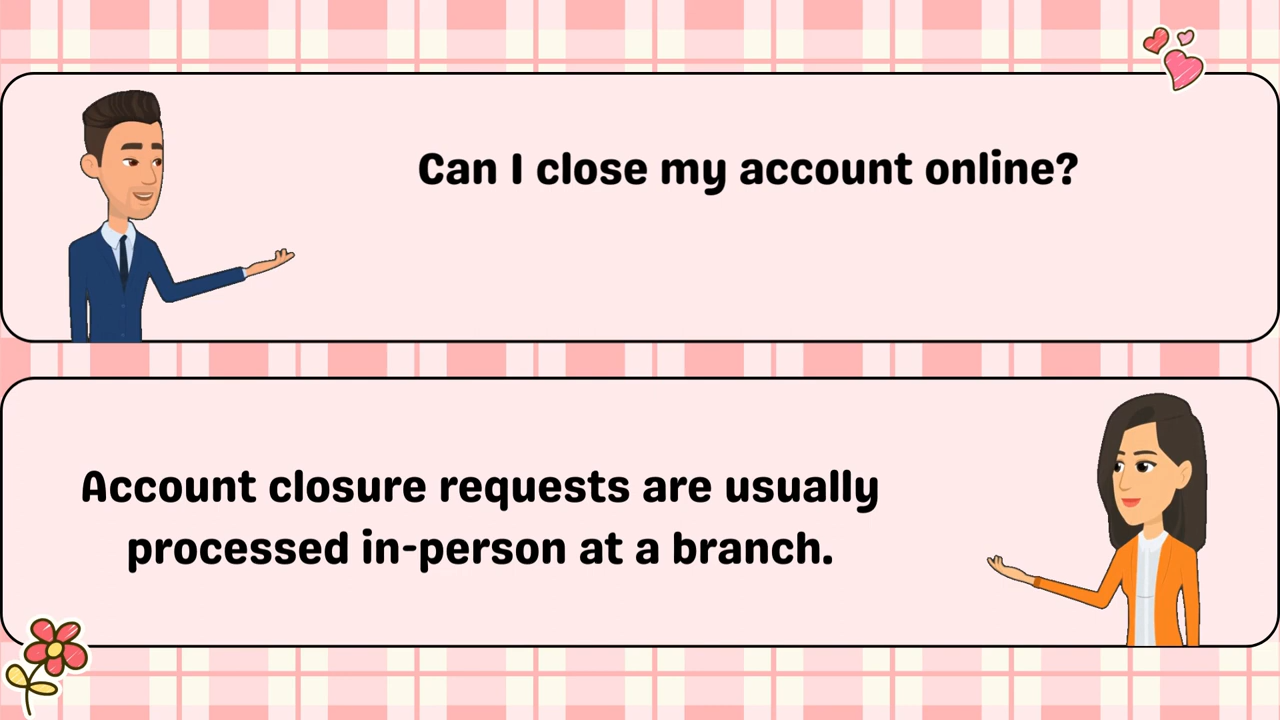 Can I close my account online?
Account closure requests are usually
processed in-person at a branch.